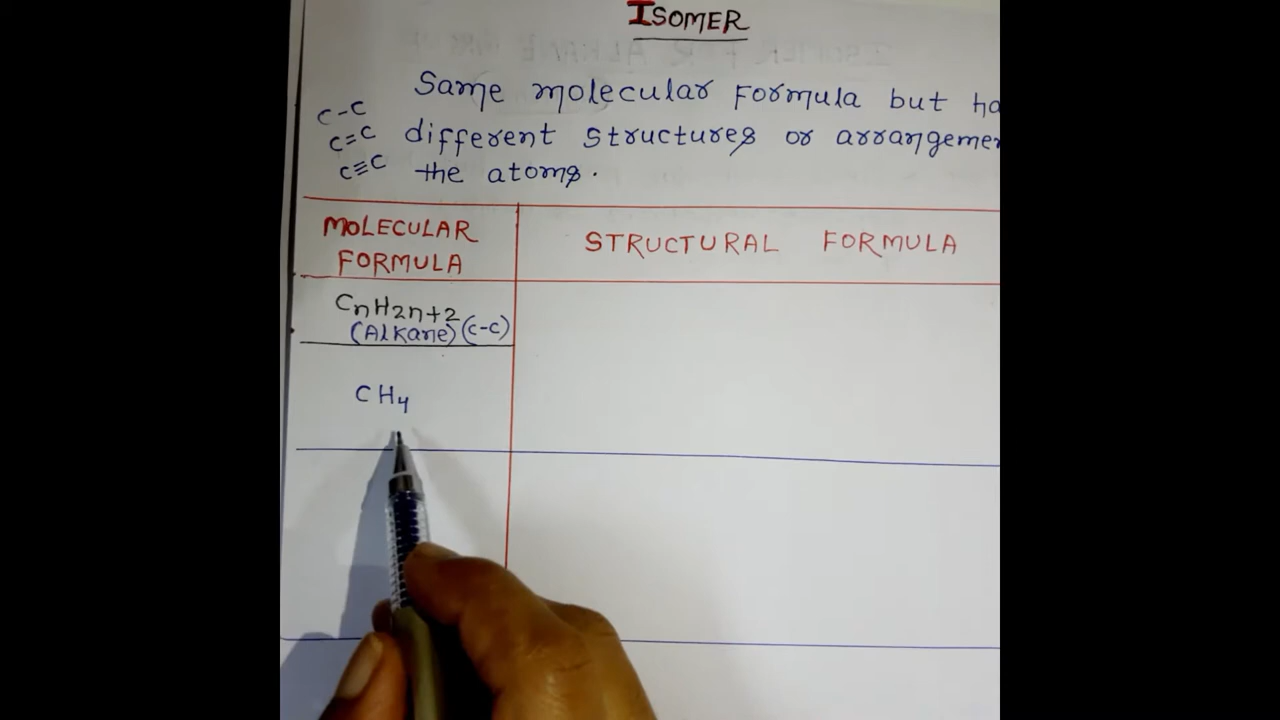 ISOMER
Same molecular Formula but ha
C-C
different structures or arrangemen
C=C
the atoms.
C≡C
MOLECULAR
FORMULA
STRUCTURAL FORMULA
CnH2n+2
(Alkane) (C-C)
CH4